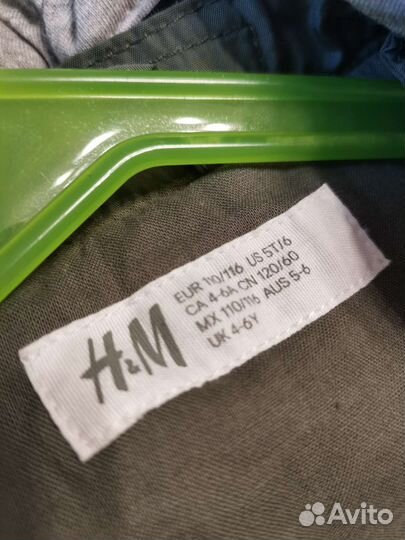 EUR 110/116 US 5T/6
CA 4-6A CN 120/60
MX 110/116 AUS 5-6
UK 4-6Y
H&M
Avito